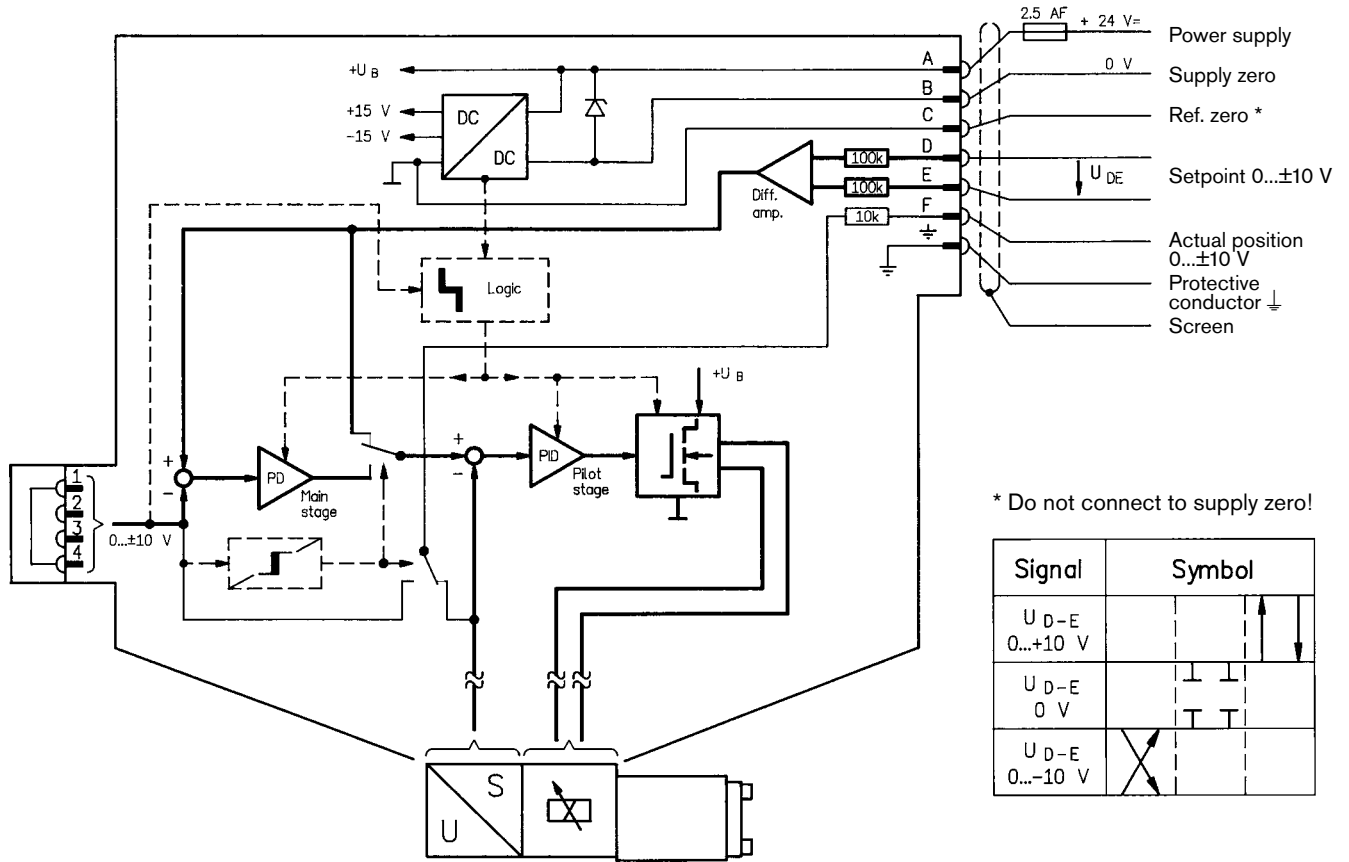 2.5 AF
+ 24 V=
Power supply
A
+U B
0 V
Supply zero
B
+15 V
DC
C
Ref. zero *
-15 V
DC
D
100k
E
100k
U DE
Setpoint 0...±10 V
Diff.
amp.
F
10k
Actual position
0...±10 V
Protective
conductor ⏚
Screen
Logic
+U B
+
-
PD
Main
stage
+
-
PID
Pilot
stage
1
2
3
4
0...±10 V
* Do not connect to supply zero!
Signal Symbol
U D-E
0...+10 V
U D-E
0 V
U D-E
0...-10 V
S
U